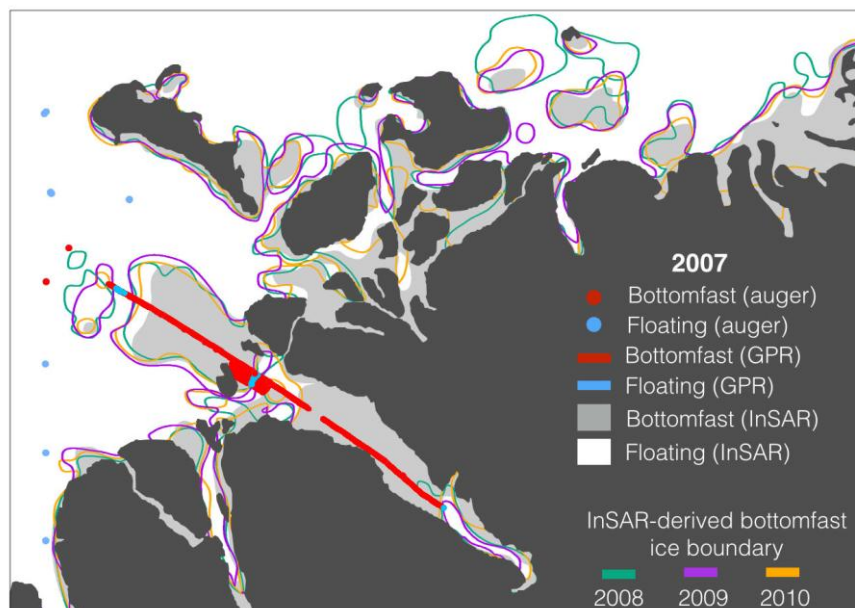 2007
Bottomfast (auger)
Floating (auger)
Bottomfast (GPR)
Floating (GPR)
Bottomfast (InSAR)
Floating (InSAR)
InSAR-derived bottomfast
ice boundary
2008 2009 2010